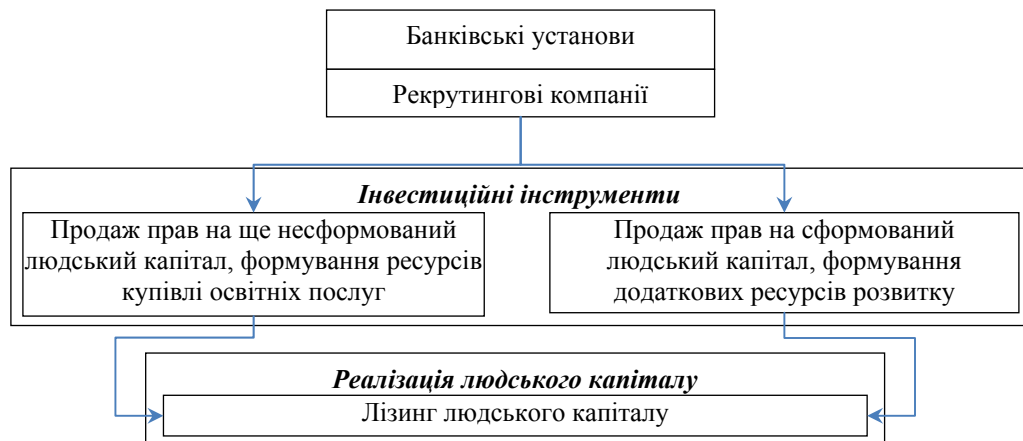 Банківські установи
Рекрутингові компанії
Інвестиційні інструменти
Продаж прав на ще несформований
людський капітал, формування ресурсів
купівлі освітніх послуг
Продаж прав на сформований
людський капітал, формування
додаткових ресурсів розвитку
Реалізація людського капіталу
Лізинг людського капіталу